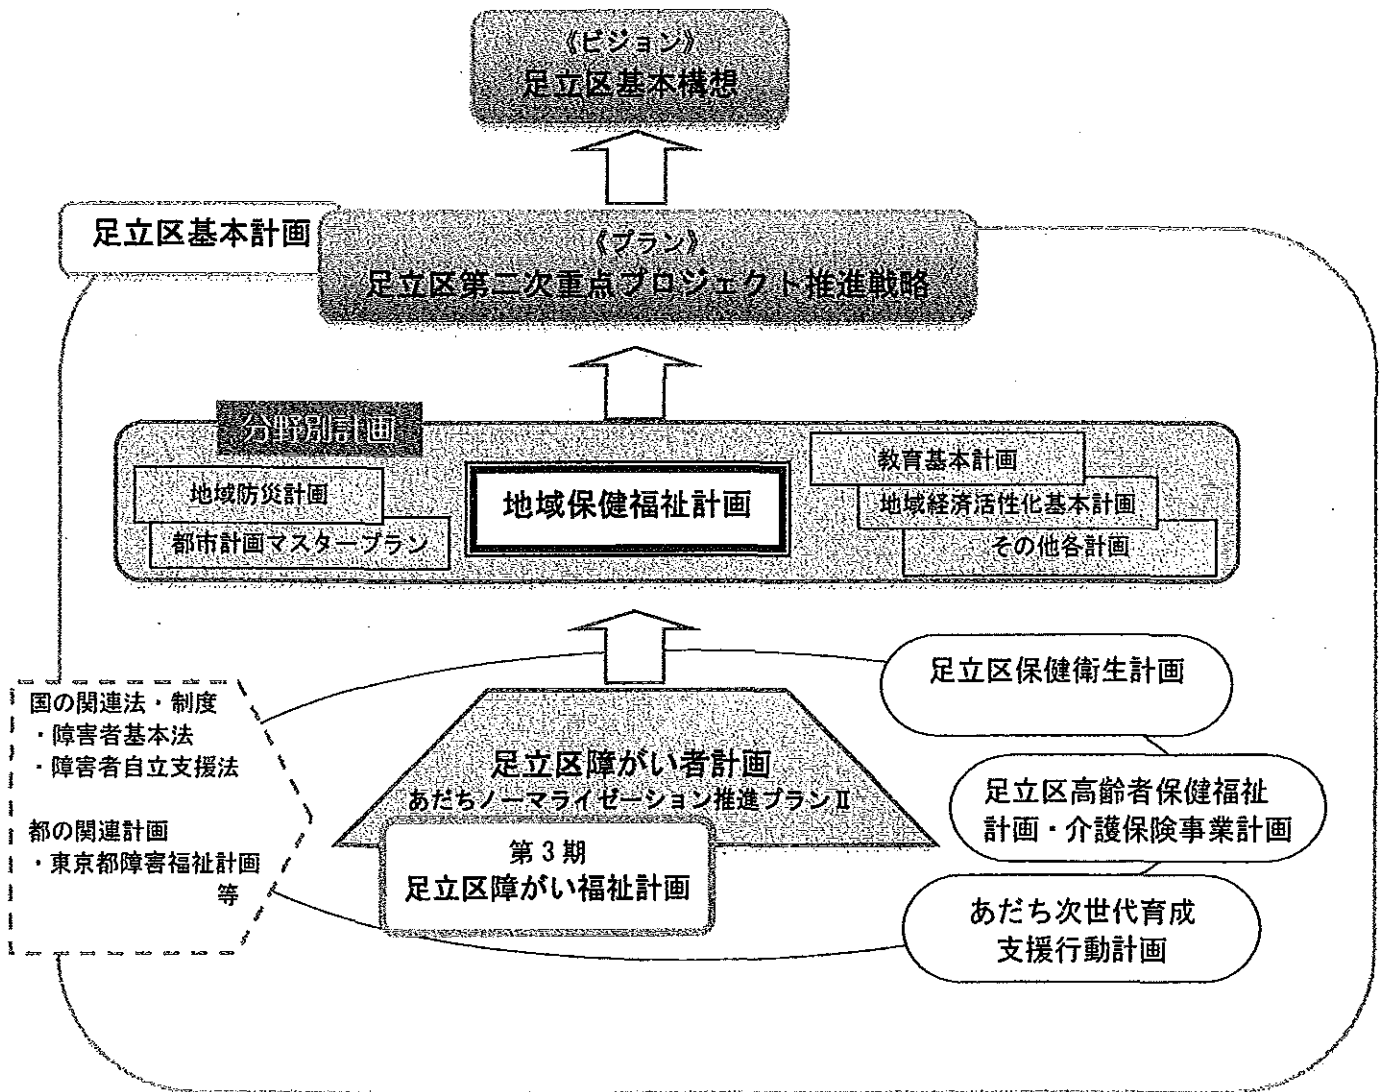 《ビジョン》
足立区基本構想
足立区基本計画
《プラン》
足立区第二次重点プロジェクト推進戦略
分野別計画
地域防災計画
都市計画マスタープラン
地域保健福祉計画
教育基本計画
地域経済活性化基本計画
その他各計画
国の関連法・制度
・障害者基本法
・障害者自立支援法
都の関連計画
・東京都障害福祉計画
等
足立区障がい者計画
あだちノーマライゼーション推進プランⅡ
第3期
足立区障がい福祉計画
足立区保健衛生計画
足立区高齢者保健福祉
計画・介護保険事業計画
あだち次世代育成
支援行動計画